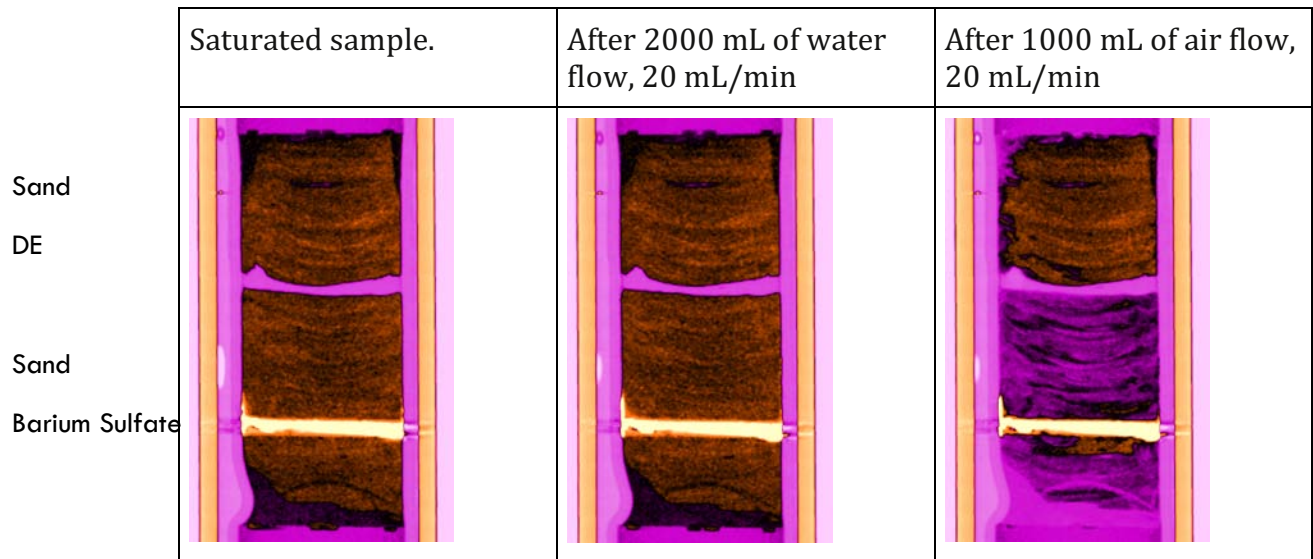 Saturated sample.
After 2000 mL of water
flow, 20 mL/min
After 1000 mL of air flow,
20 mL/min
Sand
DE
Sand
Barium Sulfate